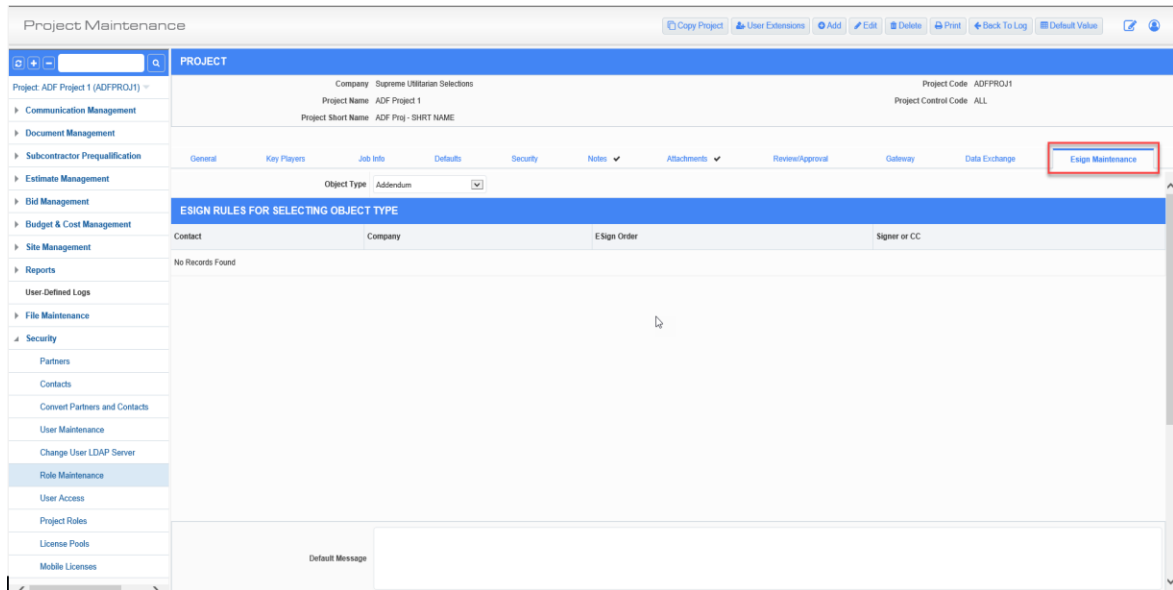 Project Maintenance
Copy Project User Extensions Add Edit Delete Print Back To Log Default Value
Project: ADF Project 1 (ADFPROJ1)
Communication Management
Document Management
Subcontractor Prequalification
Estimate Management
Bid Management
Budget & Cost Management
Site Management
Reports
User-Defined Logs
File Maintenance
Security
Partners
Contacts
Convert Partners and Contacts
User Maintenance
Change User LDAP Server
Role Maintenance
User Access
Project Roles
License Pools
Mobile Licenses
PROJECT
Company Supreme Utilitarian Selections
Project Code ADFPROJ1
Project Name ADF Project 1
Project Control Code ALL
Project Short Name ADF Proj - SHRT NAME
General Key Players Job Info Defaults Security Notes Attachments Review/Approval Gateway Data Exchange Esign Maintenance
Object Type Addendum
ESIGN RULES FOR SELECTING OBJECT TYPE
Contact Company ESign Order Signer or CC
No Records Found
Default Message